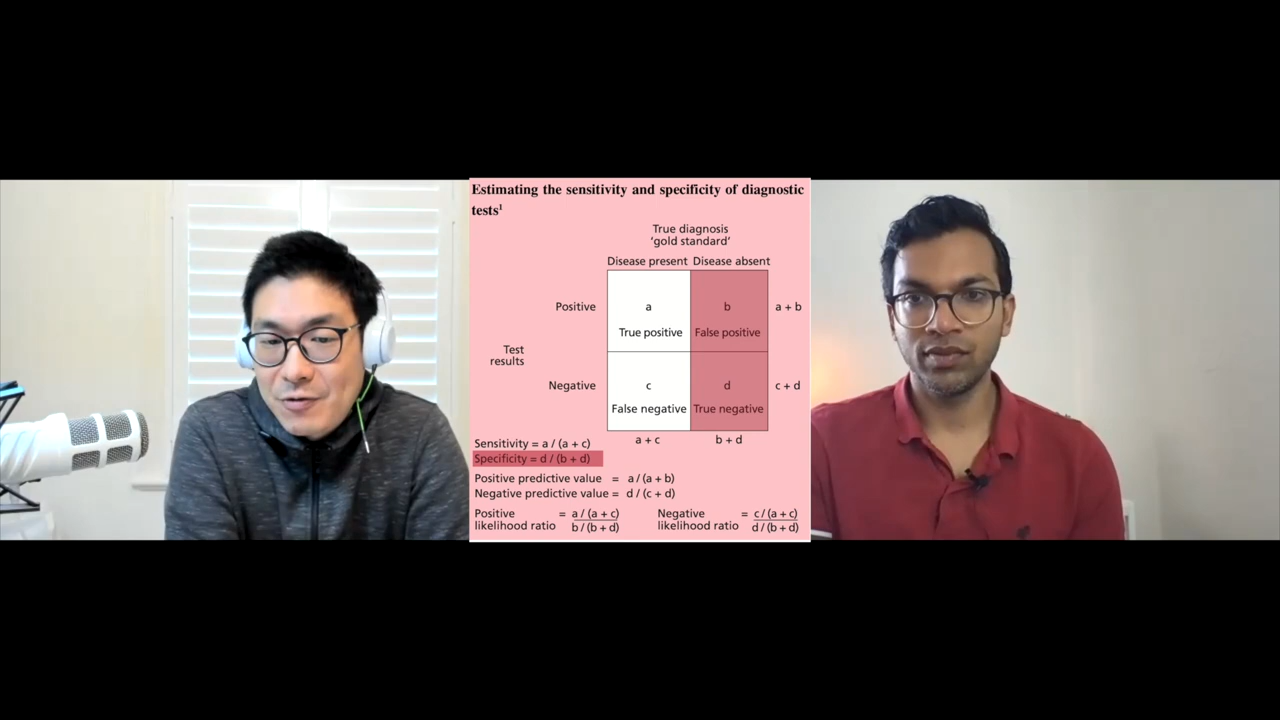 Estimating the sensitivity and specificity of diagnostic
tests¹
True diagnosis
‘gold standard’
Disease present Disease absent
Positive a b a + b
True positive False positive
Test
results
Negative c d c + d
False negative True negative
a + c b + d
Sensitivity = a / (a + c)
Specificity = d / (b + d)
Positive predictive value = a / (a + b)
Negative predictive value = d / (c + d)
Positive = a / (a + c) Negative = c / (a + c)
likelihood ratio b / (b + d) likelihood ratio d / (b + d)